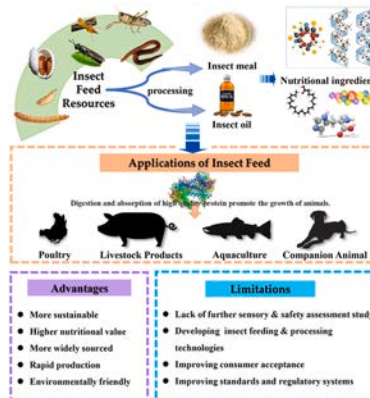 Insect
Feed
Resources
processing
Insect meal
Insect oil
Nutritional ingredie
Applications of Insect Feed
Digestion and absorption of high quality protein promote the growth of animals.
Poultry
Livestock Products
Aquaculture
Companion Animal
Advantages
● More sustainable
● Higher nutritional value
● More widely sourced
● Rapid production
● Environmentally friendly
Limitations
● Lack of further sensory & safety assessment study
● Developing insect feeding & processing
technologies
● Improving consumer acceptance
● Improving standards and regulatory systems